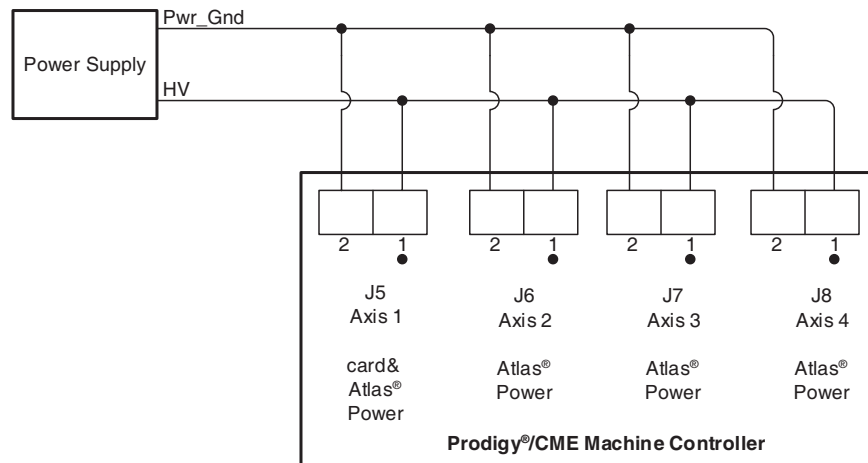 Pwr_Gnd
Power Supply
HV
2 1 2 1 2 1 2 1
J5 J6 J7 J8
Axis 1 Axis 2 Axis 3 Axis 4
card& Atlas® Atlas® Atlas®
Atlas® Power Power Power
Power
Prodigy®/CME Machine Controller